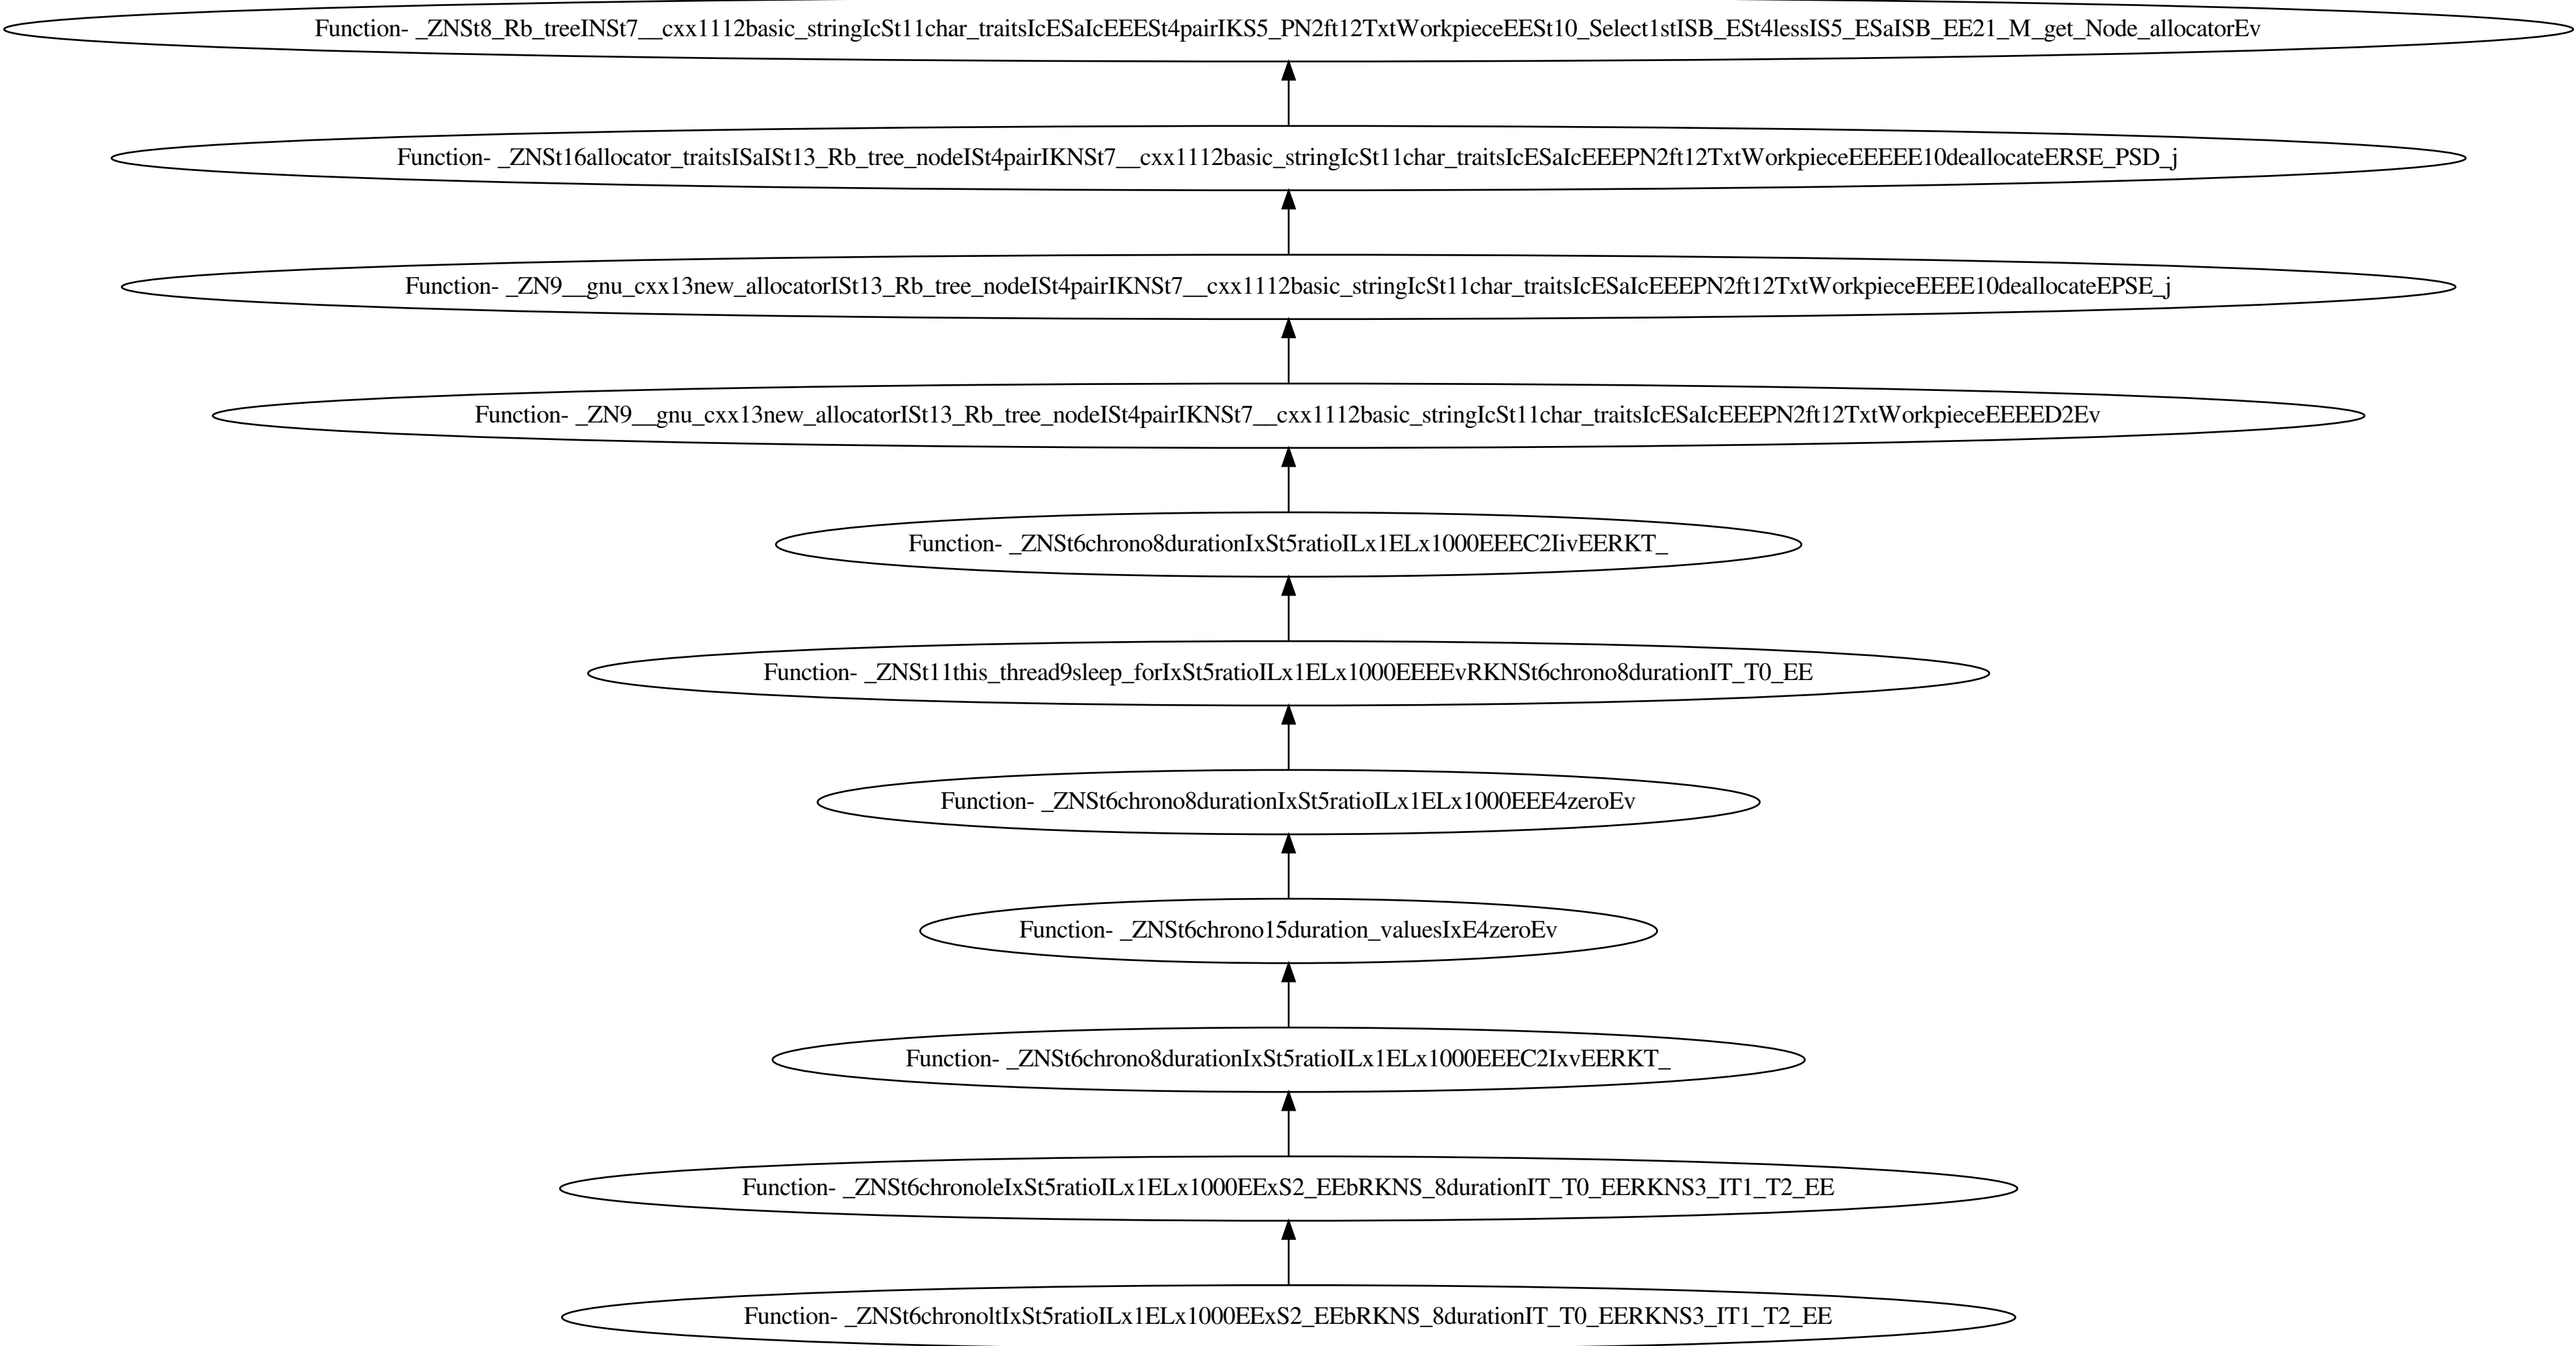 Function- _ZNSt8_Rb_treeINSt7__cxx1112basic_stringIcSt11char_traitsIcESaIcEEESt4pairIKS5_PN2ft12TxtWorkpieceEESt10_Select1stISB_ESt4lessIS5_ESaISB_EE21_M_get_Node_allocatorEv
Function- _ZNSt16allocator_traitsISaISt13_Rb_tree_nodeISt4pairIKNSt7__cxx1112basic_stringIcSt11char_traitsIcESaIcEEEPN2ft12TxtWorkpieceEEEEE10deallocateERSE_PSD_j
Function- _ZN9__gnu_cxx13new_allocatorISt13_Rb_tree_nodeISt4pairIKNSt7__cxx1112basic_stringIcSt11char_traitsIcESaIcEEEPN2ft12TxtWorkpieceEEEE10deallocateEPSE_j
Function- _ZN9__gnu_cxx13new_allocatorISt13_Rb_tree_nodeISt4pairIKNSt7__cxx1112basic_stringIcSt11char_traitsIcESaIcEEEPN2ft12TxtWorkpieceEEEED2Ev
Function- _ZNSt6chrono8durationIxSt5ratioILx1ELx1000EEEC2IivEERKT_
Function- _ZNSt11this_thread9sleep_forIxSt5ratioILx1ELx1000EEEEvRKNSt6chrono8durationIT_T0_EE
Function- _ZNSt6chrono8durationIxSt5ratioILx1ELx1000EEE4zeroEv
Function- _ZNSt6chrono15duration_valuesIxE4zeroEv
Function- _ZNSt6chrono8durationIxSt5ratioILx1ELx1000EEEC2IxvEERKT_
Function- _ZNSt6chronoleIxSt5ratioILx1ELx1000EExS2_EEbRKNS_8durationIT_T0_EERKNS3_IT1_T2_EE
Function- _ZNSt6chronoltIxSt5ratioILx1ELx1000EExS2_EEbRKNS_8durationIT_T0_EERKNS3_IT1_T2_EE